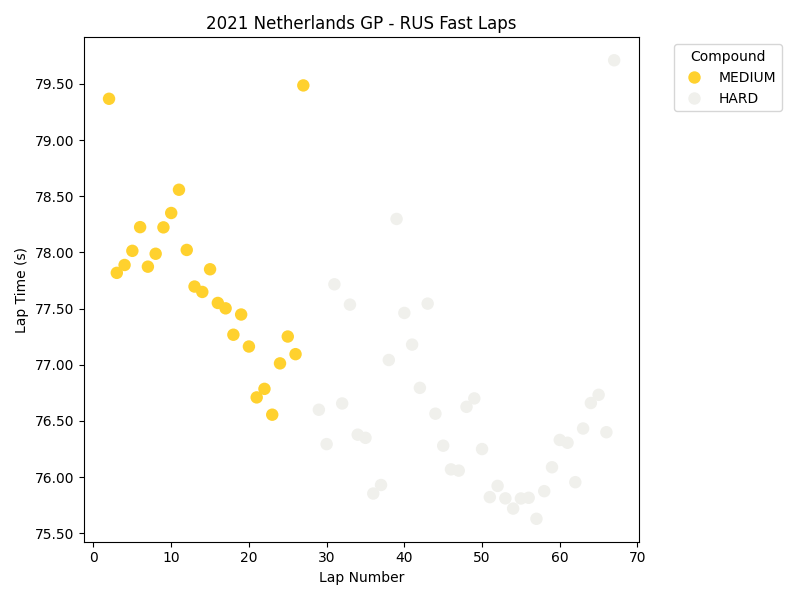 2021 Netherlands GP - RUS Fast Laps
Compound
MEDIUM
HARD
Lap Time (s)
79.50
79.00
78.50
78.00
77.50
77.00
76.50
76.00
75.50
0 10 20 30 40 50 60 70
Lap Number